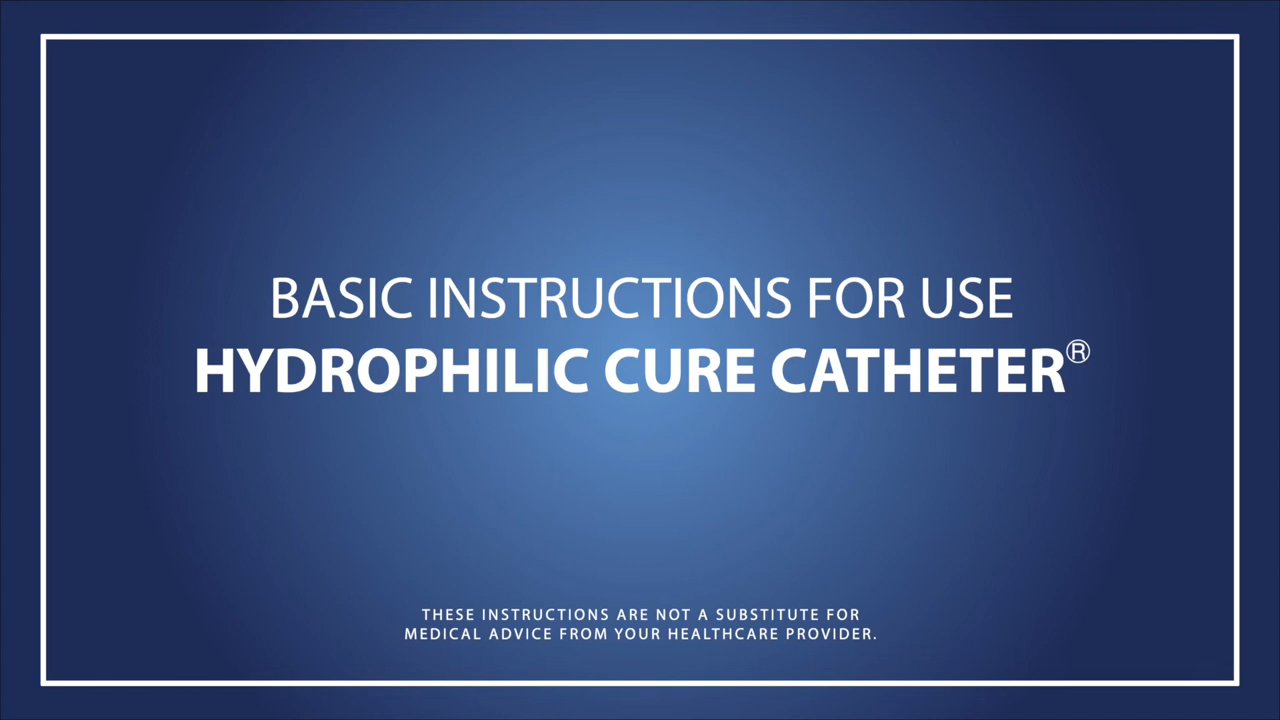 BASIC INSTRUCTIONS FOR USE
HYDROPHILIC CURE CATHETER®
THESE INSTRUCTIONS ARE NOT A SUBSTITUTE FOR
MEDICAL ADVICE FROM YOUR HEALTHCARE PROVIDER.